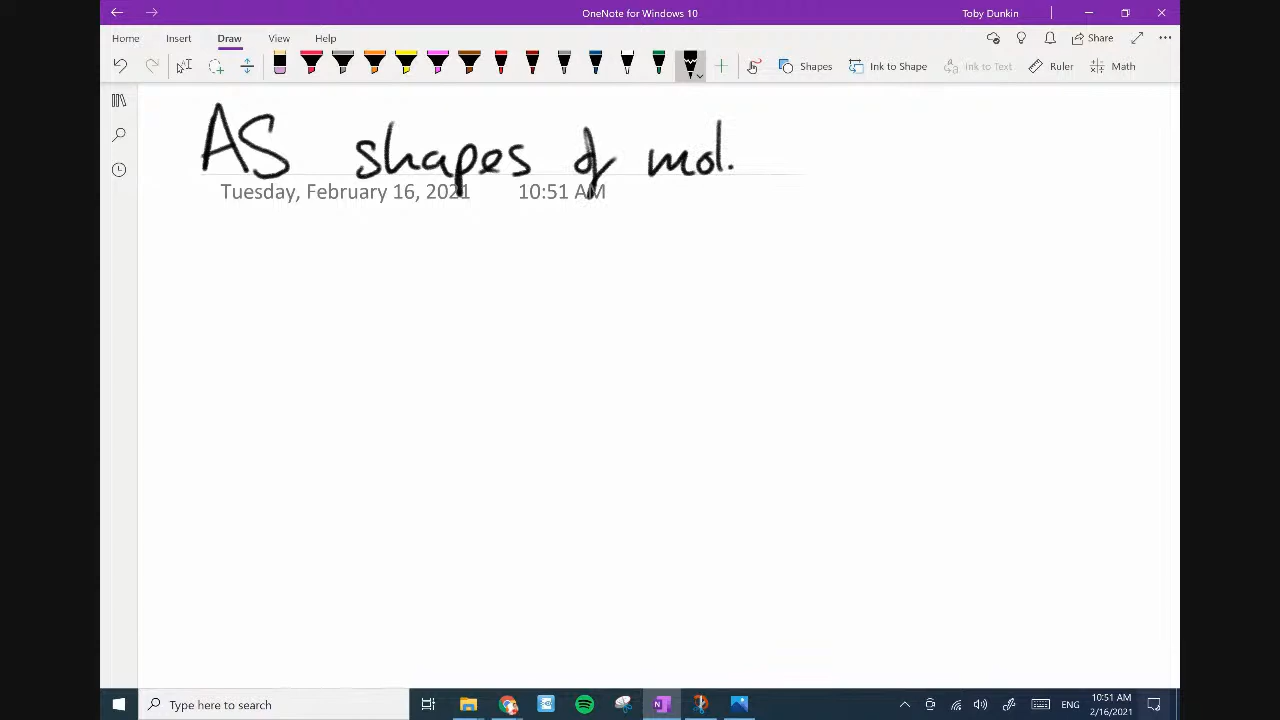 OneNote for Windows 10
Toby Dunkin
Home Insert Draw View Help
Share
Shapes Ink to Shape Ink to Text Ruler Math
AS shapes of mol.
Tuesday, February 16, 2021 10:51 AM
Type here to search
ENG
10:51 AM
2/16/2021